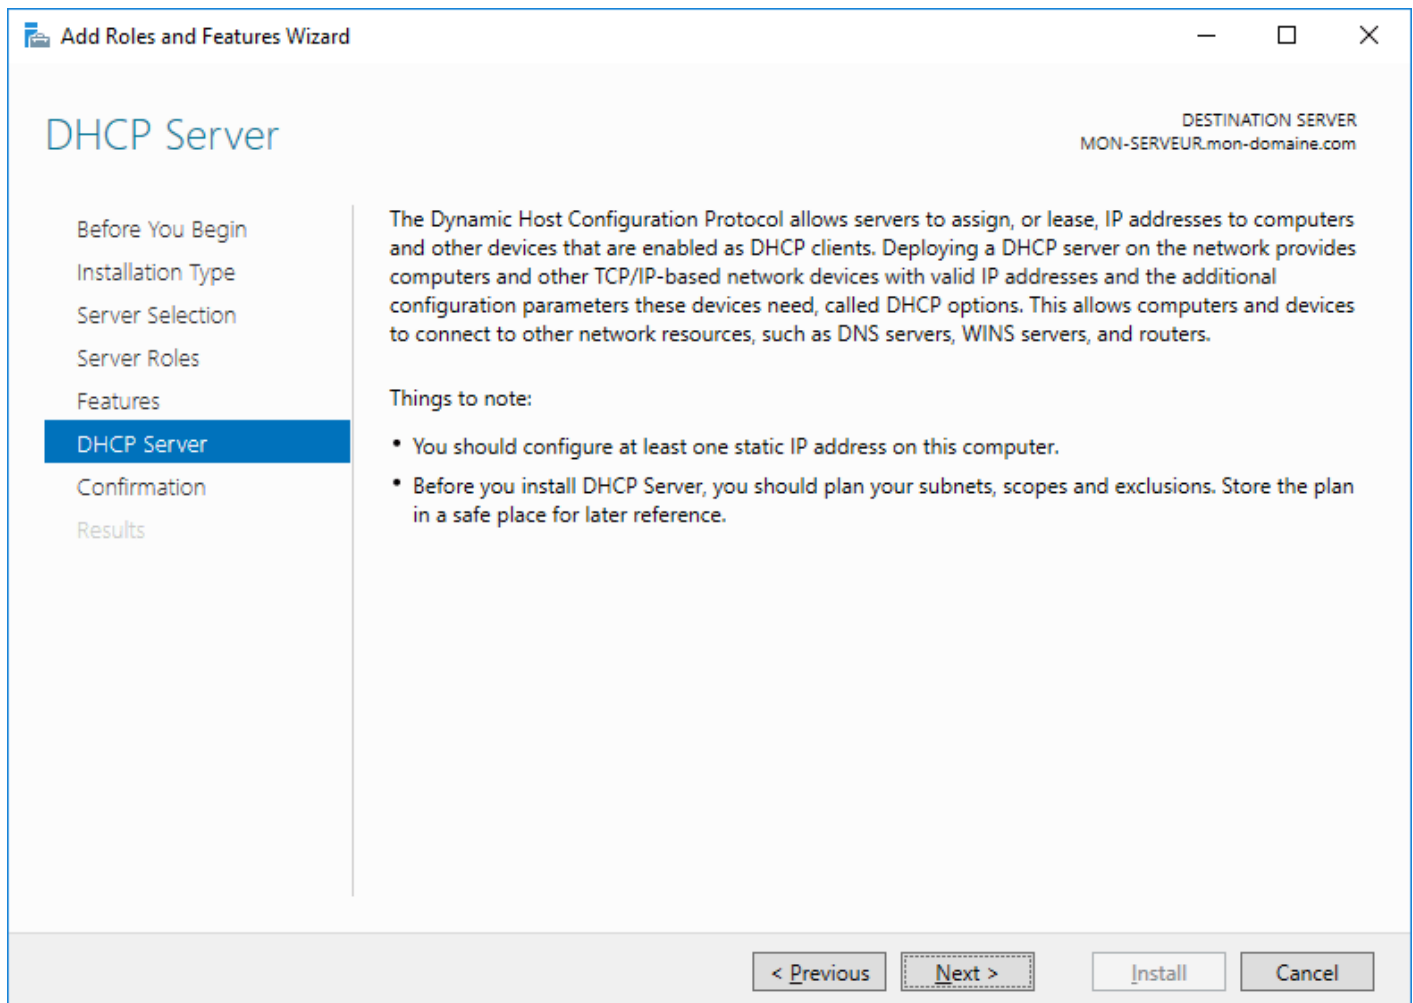 Add Roles and Features Wizard
DHCP Server
DESTINATION SERVER
MON-SERVEUR.mon-domaine.com
Before You Begin
Installation Type
Server Selection
Server Roles
Features
DHCP Server
Confirmation
Results
The Dynamic Host Configuration Protocol allows servers to assign, or lease, IP addresses to computers
and other devices that are enabled as DHCP clients. Deploying a DHCP server on the network provides
computers and other TCP/IP-based network devices with valid IP addresses and the additional
configuration parameters these devices need, called DHCP options. This allows computers and devices
to connect to other network resources, such as DNS servers, WINS servers, and routers.
Things to note:
• You should configure at least one static IP address on this computer.
• Before you install DHCP Server, you should plan your subnets, scopes and exclusions. Store the plan
in a safe place for later reference.
< Previous
Next >
Install
Cancel